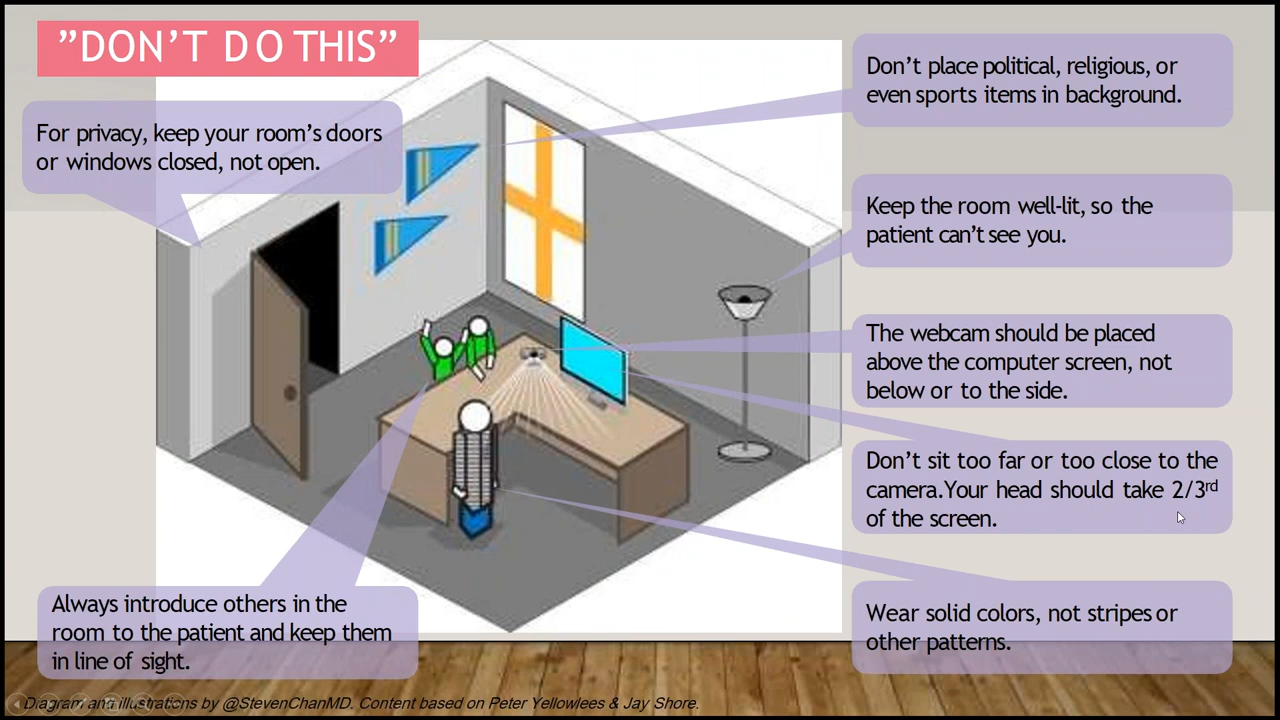 ”DON’T DO THIS”
For privacy, keep your room’s doors
or windows closed, not open.
Don’t place political, religious, or
even sports items in background.
Keep the room well-lit, so the
patient can’t see you.
The webcam should be placed
above the computer screen, not
below or to the side.
Don’t sit too far or too close to the
camera.Your head should take 2/3rd
of the screen.
Wear solid colors, not stripes or
other patterns.
Always introduce others in the
room to the patient and keep them
in line of sight.
Diagram and illustrations by @StevenChanMD. Content based on Peter Yellowlees & Jay Shore.